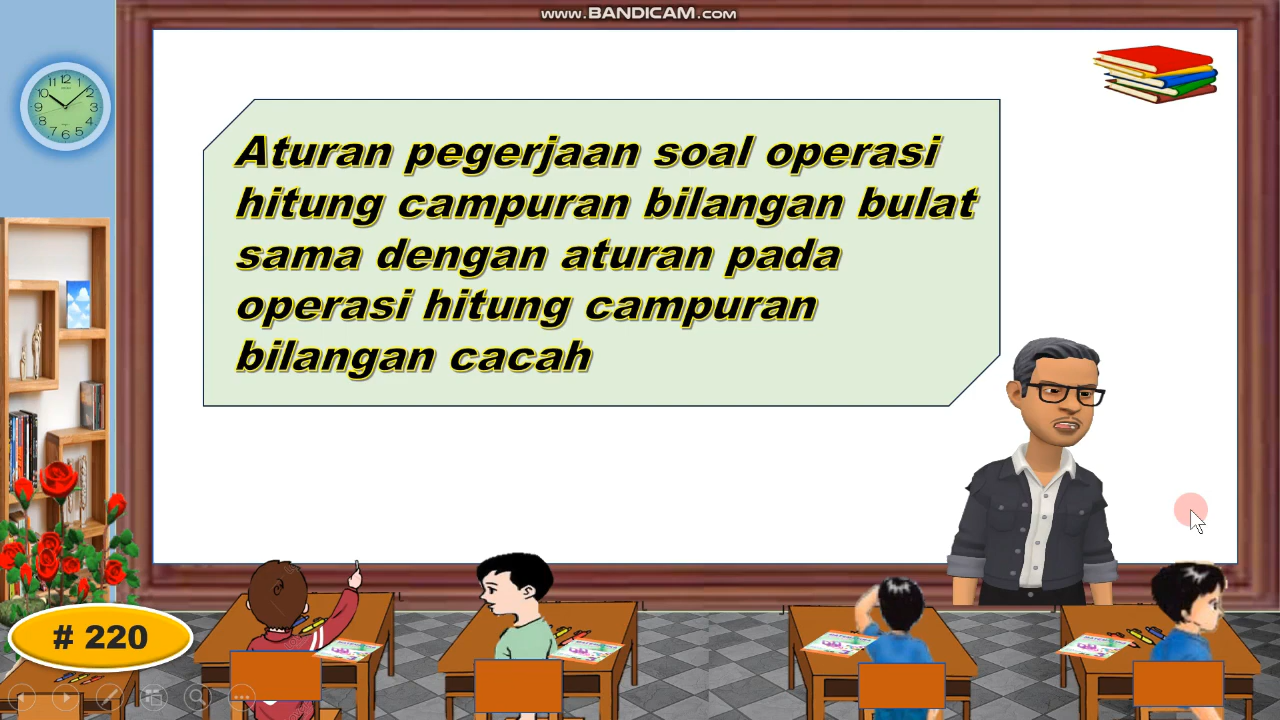 www.BANDICAM.com
Aturan pegerjaan soal operasi
hitung campuran bilangan bulat
sama dengan aturan pada
operasi hitung campuran
bilangan cacah
# 220